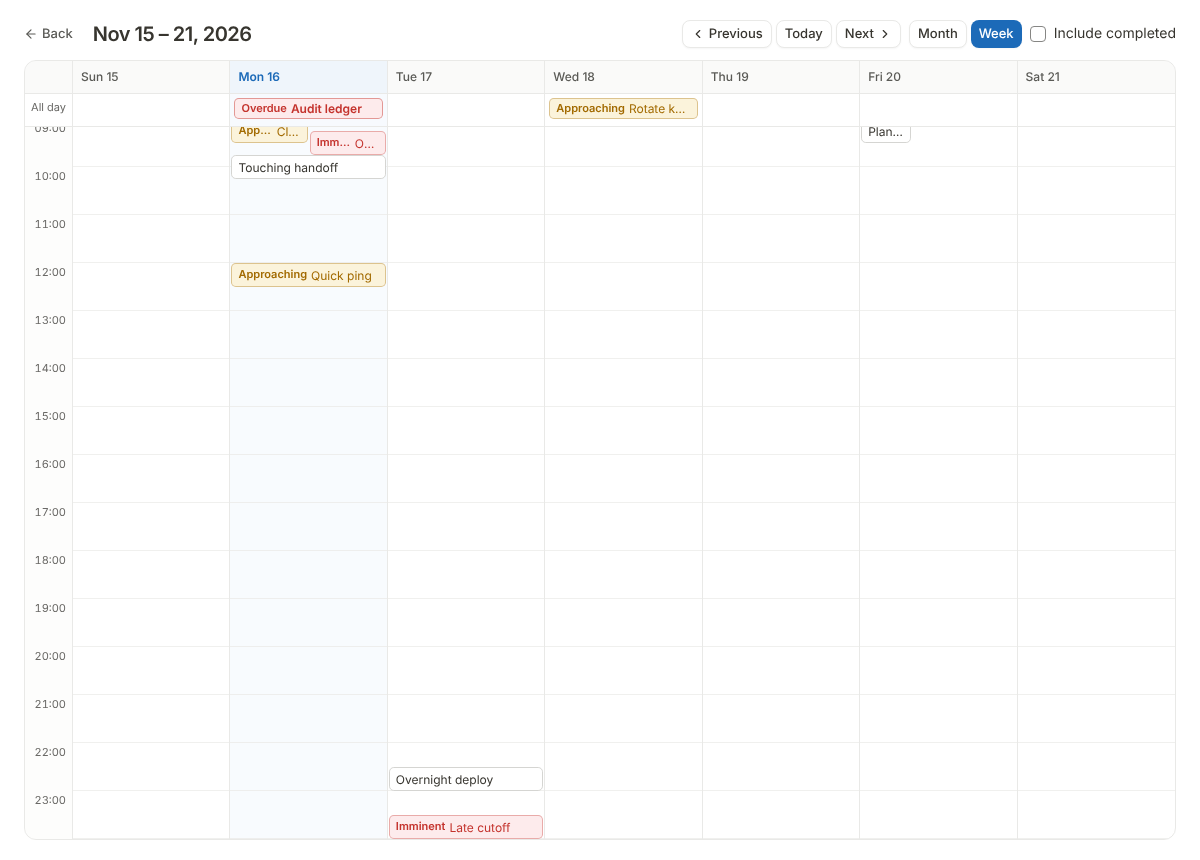 Back
Nov 15 – 21, 2026
Previous
Today
Next
Month
Week
Include completed
Sun 15
Mon 16
Tue 17
Wed 18
Thu 19
Fri 20
Sat 21
All day
Overdue Audit ledger
Approaching Rotate k...
09:00
App... Cl...
Imm... O...
Plan...
Touching handoff
10:00
11:00
12:00
Approaching Quick ping
13:00
14:00
15:00
16:00
17:00
18:00
19:00
20:00
21:00
22:00
Overnight deploy
23:00
Imminent Late cutoff